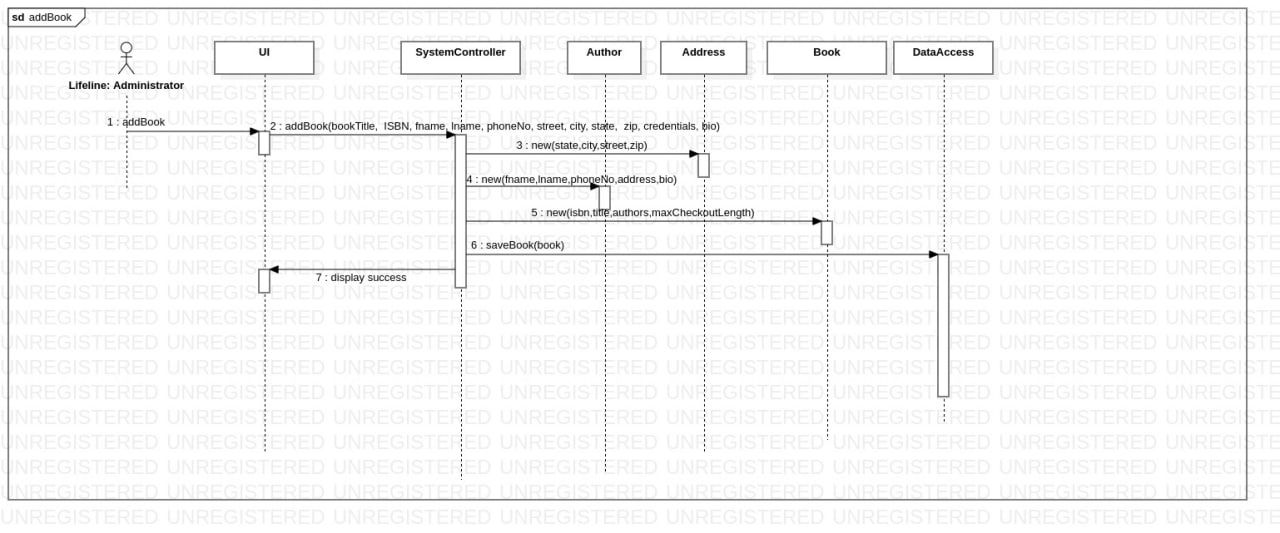 sd addBook
UI
SystemController
Author
Address
Book
DataAccess
Lifeline: Administrator
1 : addBook
2 : addBook(bookTitle, ISBN, fname, lname, phoneNo, street, city, state, zip, credentials, bio)
3 : new(state,city,street,zip)
4 : new(fname,lname,phoneNo,address,bio)
5 : new(isbn,title,authors,maxCheckoutLength)
6 : saveBook(book)
7 : display success
UNREGISTERED UNREGISTERED UNREGISTERED UNREGISTERED UNREGISTERED UNREGISTERED UNREGISTERED UNREGISTERED